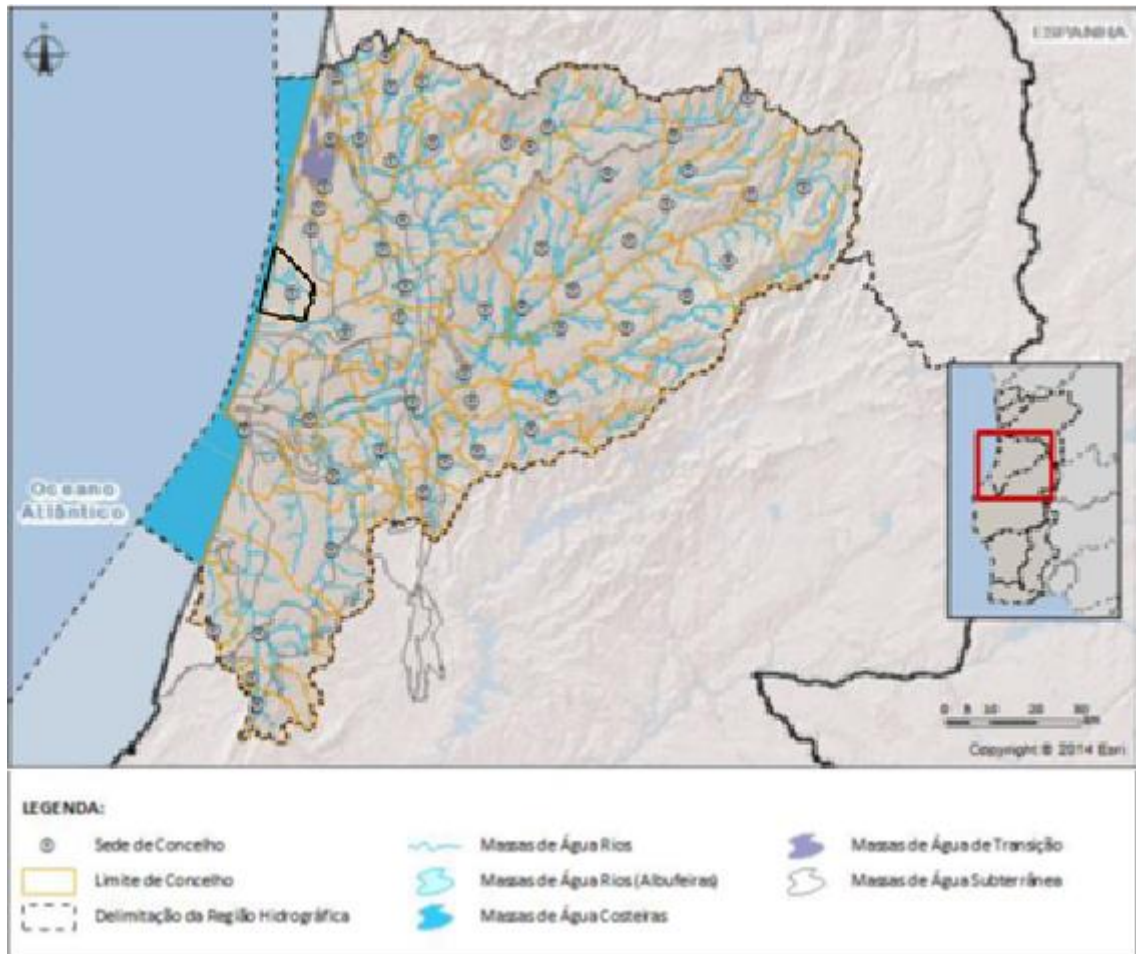 N
ESPANHA
Oceano
Atlântico
0 5 10 20 30
km
Copyright © 2014 Esri
LEGENDA:
Sede de Concelho
Massas de Água Rios
Massas de Água de Transição
Limite de Concelho
Massas de Água Rios (Albufeiras)
Massas de Água Subterrânea
Delimitação da Região Hidrográfica
Massas de Água Costeiras